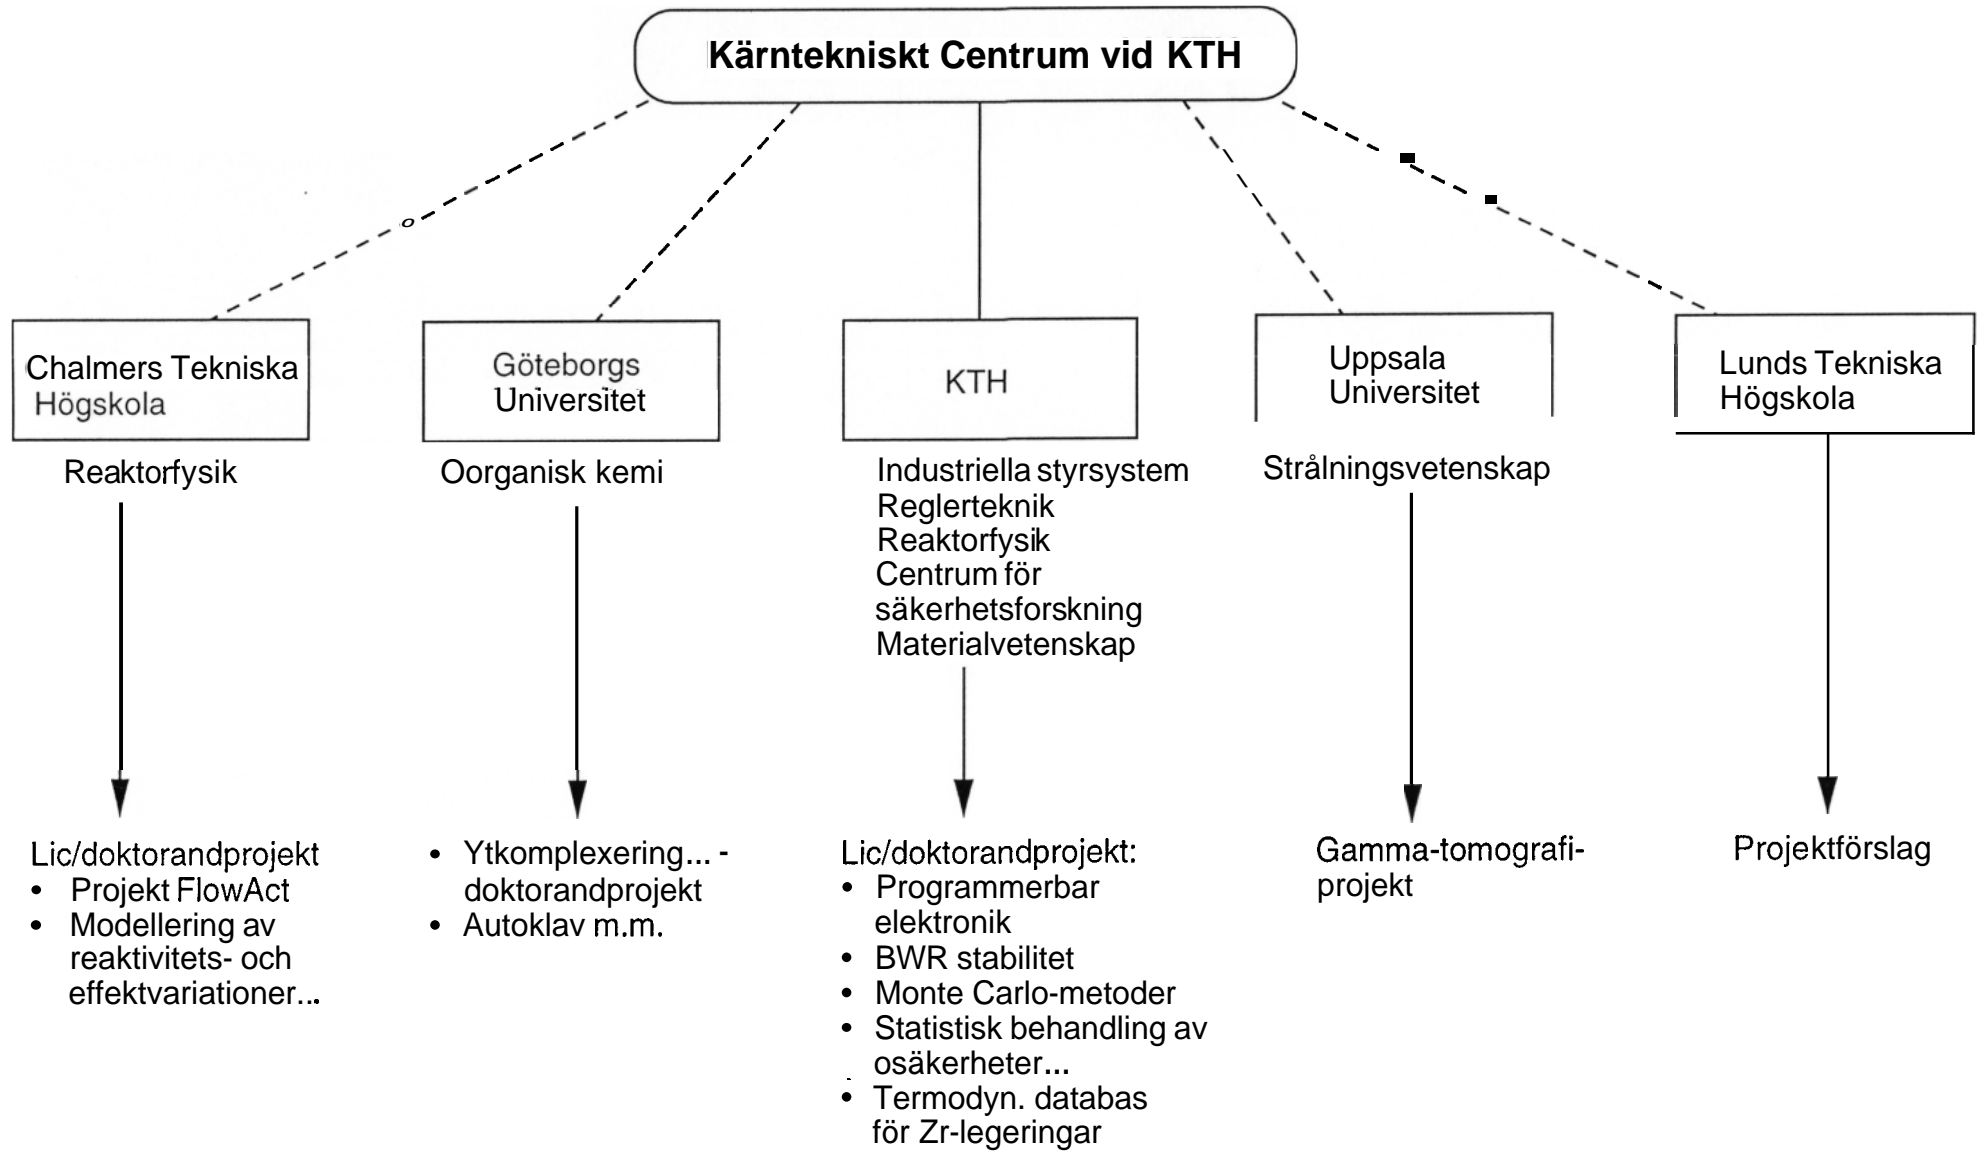 Kärntekniskt Centrum vid KTH
Chalmers Tekniska
Högskola
Reaktorfysik
Lic/doktorandprojekt
• Projekt FlowAct
• Modellering av
reaktivitets- och
effektvariationer...
Göteborgs
Universitet
Oorganisk kemi
• Ytkomplexering... -
doktorandprojekt
• Autoklav m.m.
KTH
Industriella styrsystem
Reglerteknik
Reaktorfysik
Centrum för
säkerhetsforskning
Materialvetenskap
Lic/doktorandprojekt:
• Programmerbar
elektronik
• BWR stabilitet
• Monte Carlo-metoder
• Statistisk behandling av
osäkerheter...
• Termodyn. databas
för Zr-legeringar
Uppsala
Universitet
Strålningsvetenskap
Gamma-tomografi-
projekt
Lunds Tekniska
Högskola
Projektförslag